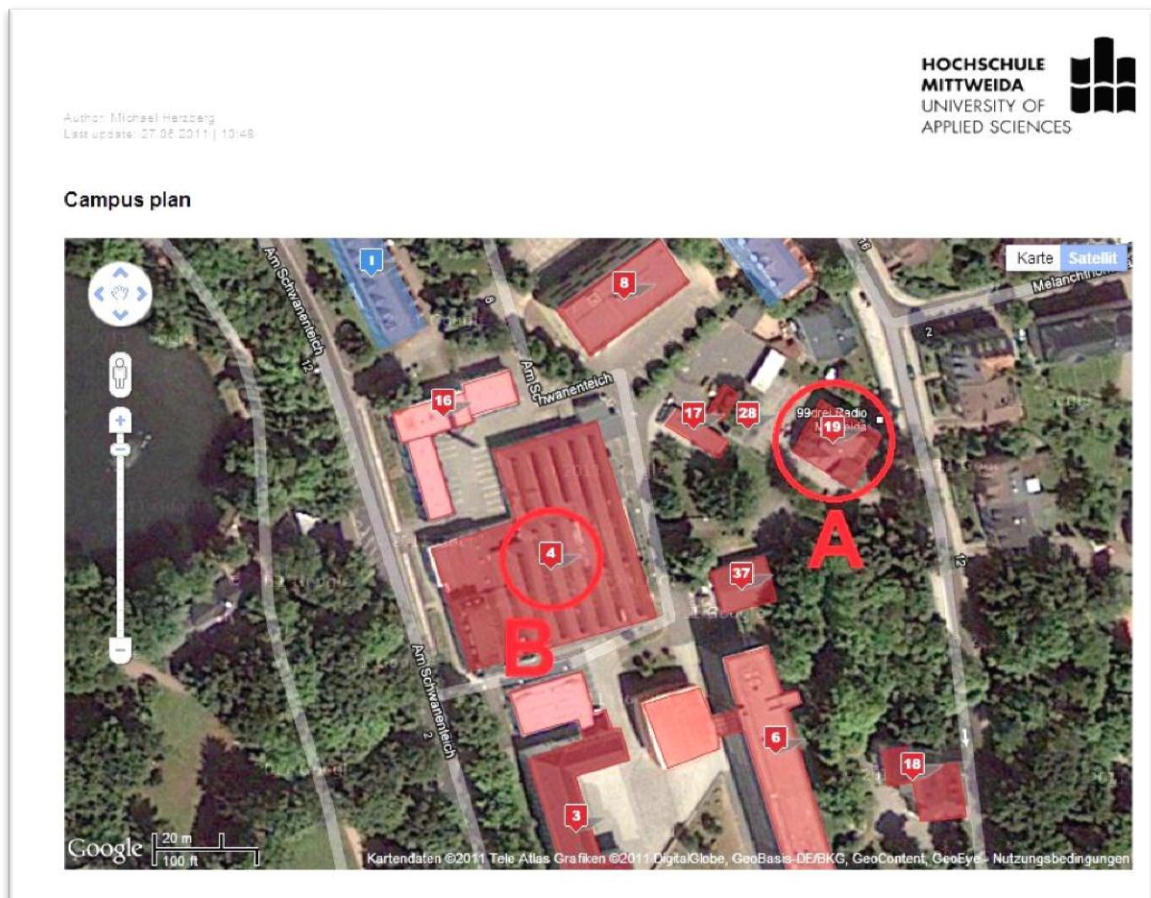 HOCHSCHULE
MITTWEIDA
UNIVERSITY OF
APPLIED SCIENCES
Author: Michael Herzberg
Last update: 27.06.2011 | 10:48
Campus plan
Karte Satellit
16
Am Schwanenteich
12
I
8
8
2
Am Schwanenteich
16
17
28
99drei Radio
Mittweida
19
A
4
37
B
12
Am Schwanenteich
2
6
18
3
Google
20 m
100 ft
Kartendaten ©2011 Tele Atlas Grafiken ©2011 DigitalGlobe, GeoBasis-DE/BKG, GeoContent, GeoEye - Nutzungsbedingungen